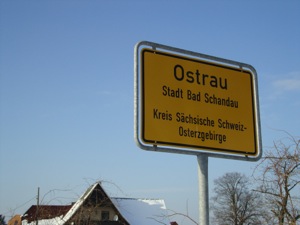 Ostrau
Stadt Bad Schandau
Kreis Sächsische Schweiz-
Osterzgebirge